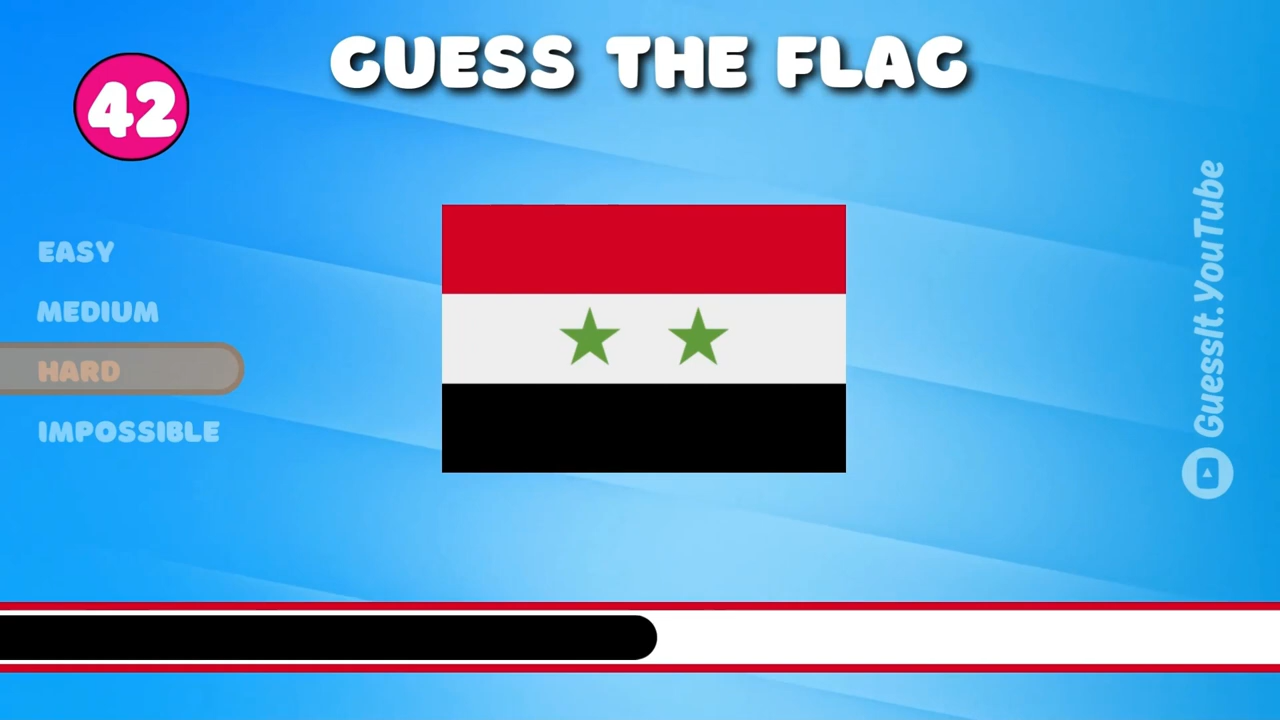 GUESS THE FLAG
42
EASY
MEDIUM
HARD
IMPOSSIBLE
GuessIt.YouTube